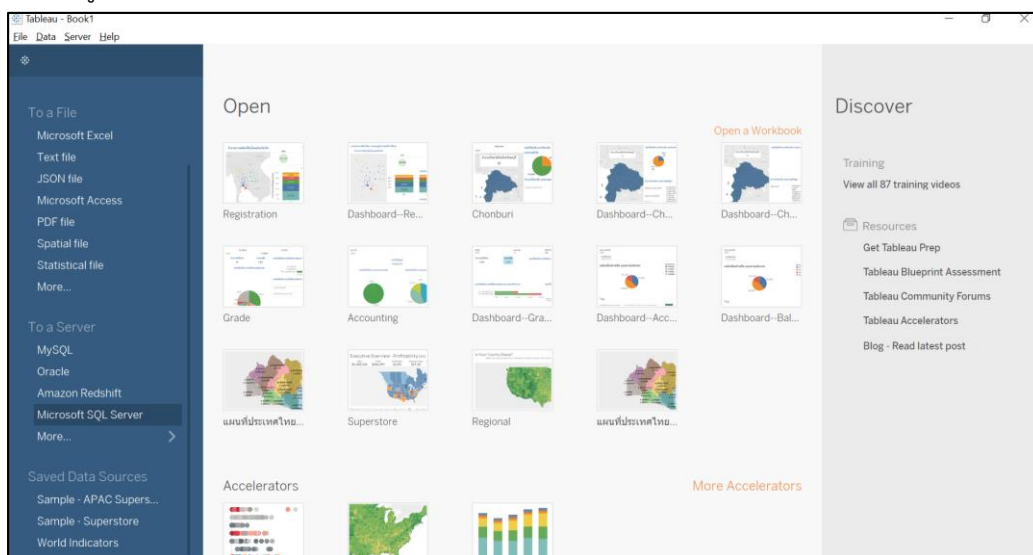 Tableau - Book1
File Data Server Help
To a File
Microsoft Excel
Text file
JSON file
Microsoft Access
PDF file
Spatial file
Statistical file
More...
To a Server
MySQL
Oracle
Amazon Redshift
Microsoft SQL Server
More...
Saved Data Sources
Sample - APAC Supers...
Sample - Superstore
World Indicators
Open
Open a Workbook
Registration
Dashboard--Re...
Chonburi
Dashboard--Ch...
Dashboard--Ch...
Grade
Accounting
Dashboard--Gra...
Dashboard--Acc...
Dashboard--Bal...
แผนที่ประเทศไทย...
Superstore
Regional
แผนที่ประเทศไทย...
Accelerators
More Accelerators
Discover
Training
View all 87 training videos
Resources
Get Tableau Prep
Tableau Blueprint Assessment
Tableau Community Forums
Tableau Accelerators
Blog - Read latest post